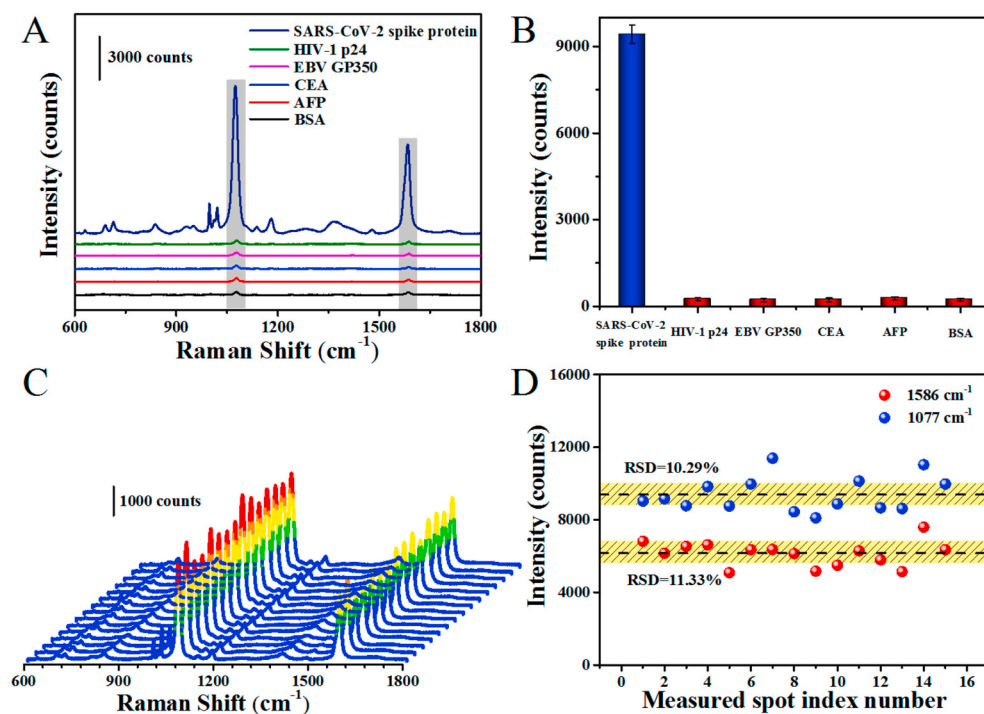 A
3000 counts
SARS-CoV-2 spike protein
HIV-1 p24
EBV GP350
CEA
AFP
BSA
Intensity (counts)
600 900 1200 1500 1800
Raman Shift (cm-1)
B
Intensity (counts)
9000
6000
3000
0
SARS-CoV-2
spike protein
HIV-1 p24 EBV GP350 CEA AFP BSA
C
1000 counts
600 800 1000 1200 1400 1600 1800
Raman Shift (cm-1)
D
Intensity (counts)
16000
12000
8000
4000
0
1586 cm-1
1077 cm-1
RSD=10.29%
RSD=11.33%
0 2 4 6 8 10 12 14 16
Measured spot index number